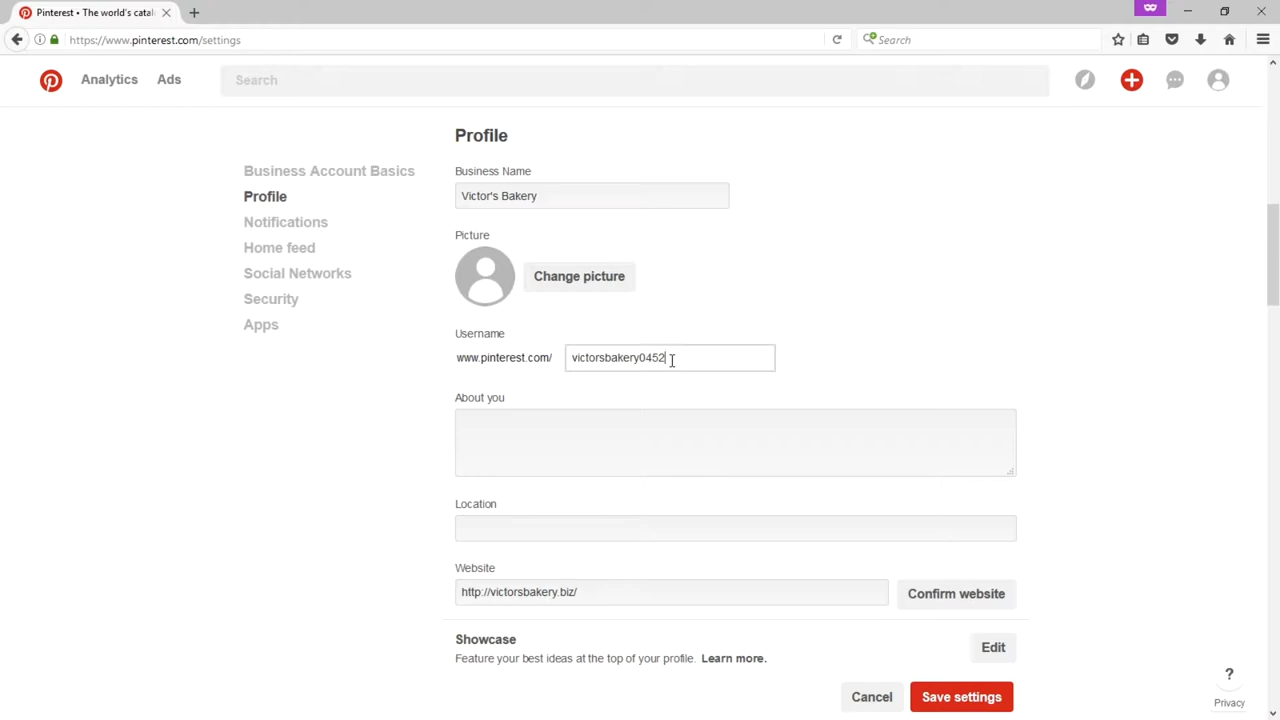 Pinterest • The world's catal
https://www.pinterest.com/settings
Search
Analytics
Ads
Search
Profile
Business Account Basics
Profile
Notifications
Home feed
Social Networks
Security
Apps
Business Name
Victor's Bakery
Picture
Change picture
Username
www.pinterest.com/
victorsbakery0452
About you
Location
Website
http://victorsbakery.biz/
Confirm website
Showcase
Feature your best ideas at the top of your profile. Learn more.
Edit
Cancel
Save settings
?
Privacy